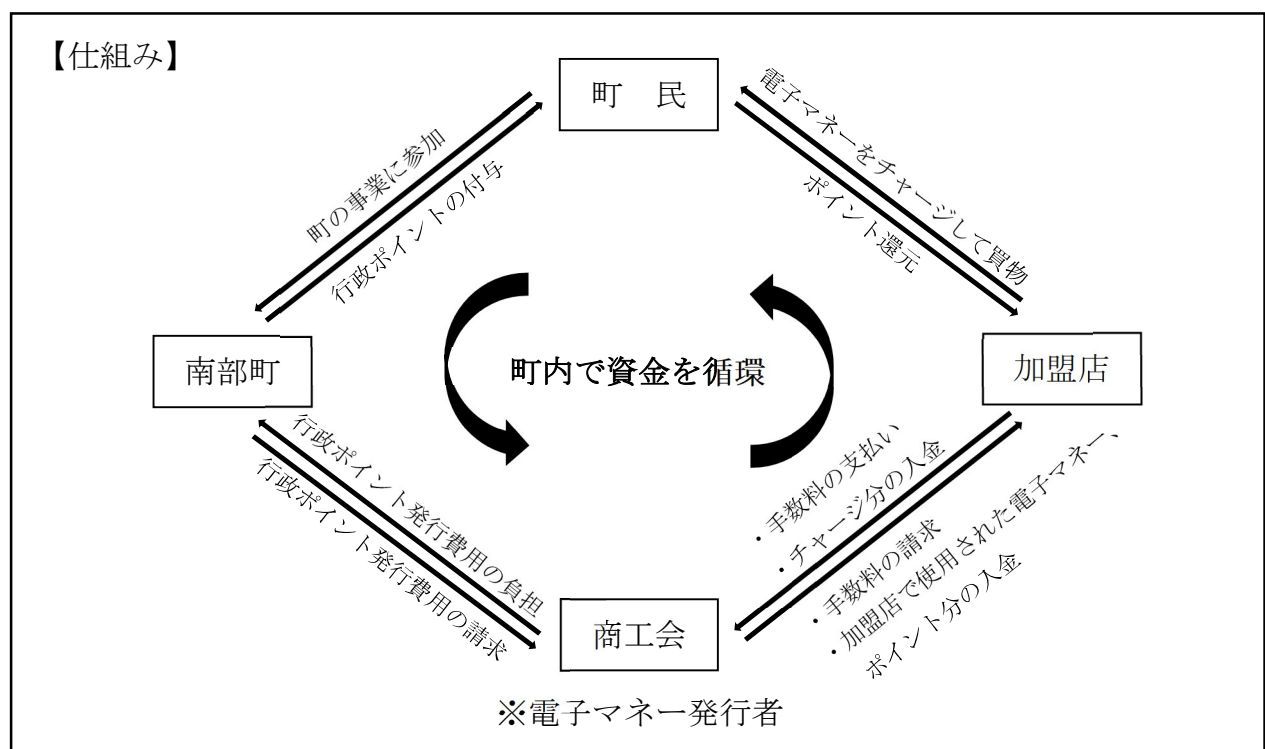 【仕組み】
町　民
電子マネーをチャージして買物
ポイント還元
町の事業に参加
行政ポイントの付与
南部町
町内で資金を循環
加盟店
行政ポイント発行費用の負担
行政ポイント発行費用の請求
・手数料の支払い
・チャージ分の入金
・手数料の請求
・加盟店で使用された電子マネー、
ポイント分の入金
商工会
※電子マネー発行者